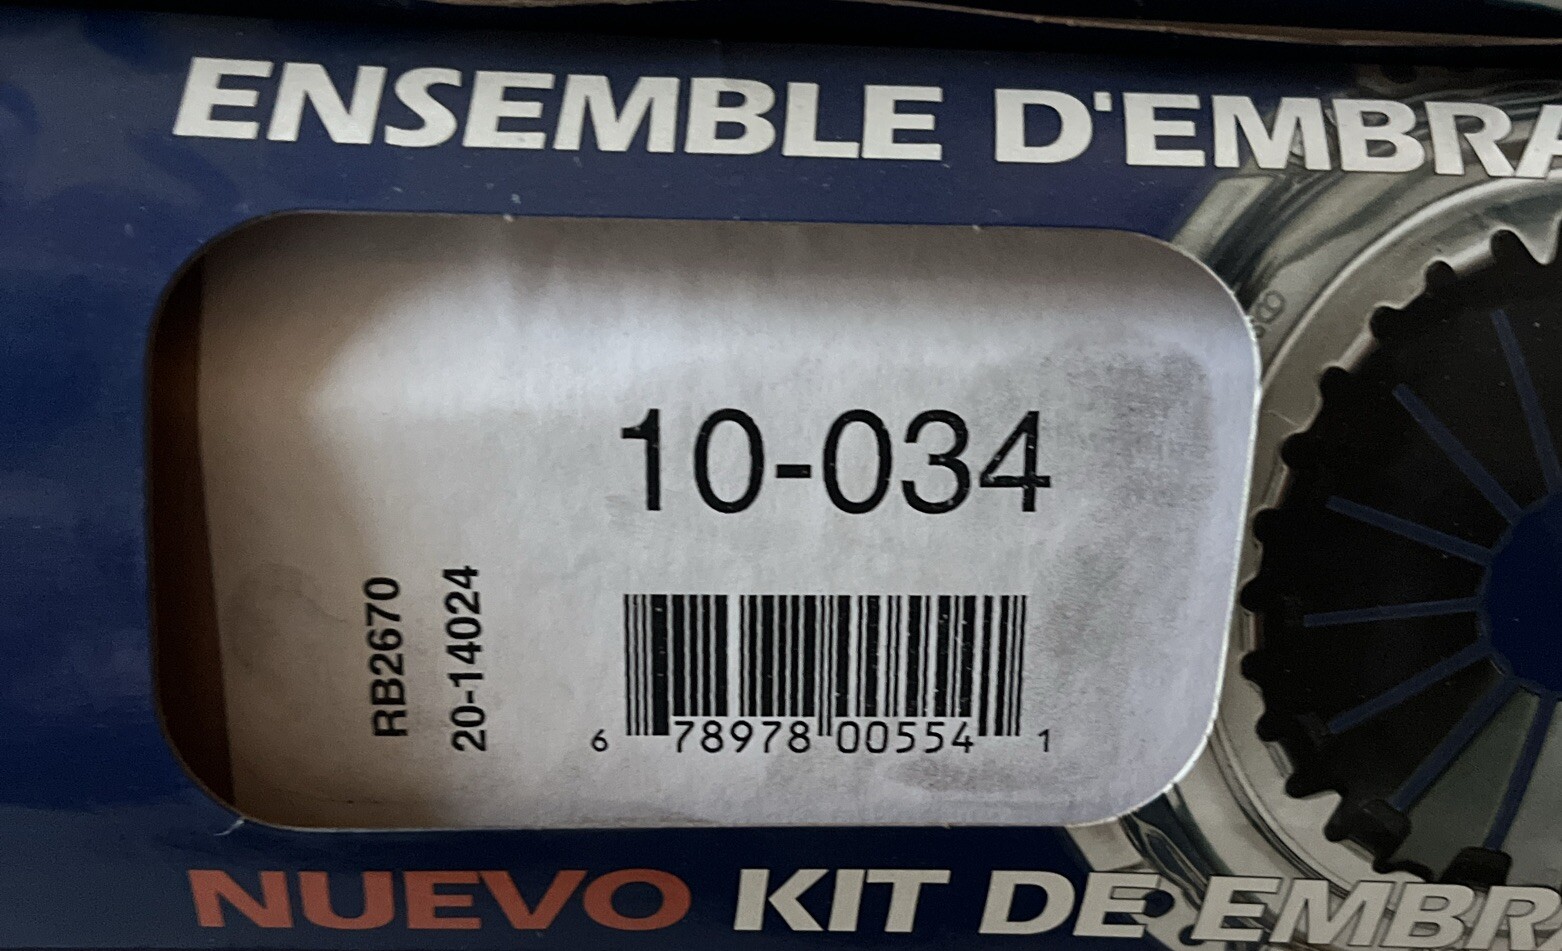 ENSEMBLE D'EMBRA
10-034
RB2670
20-14024
6 78978 00554 1
NUEVO KIT DE EMBR